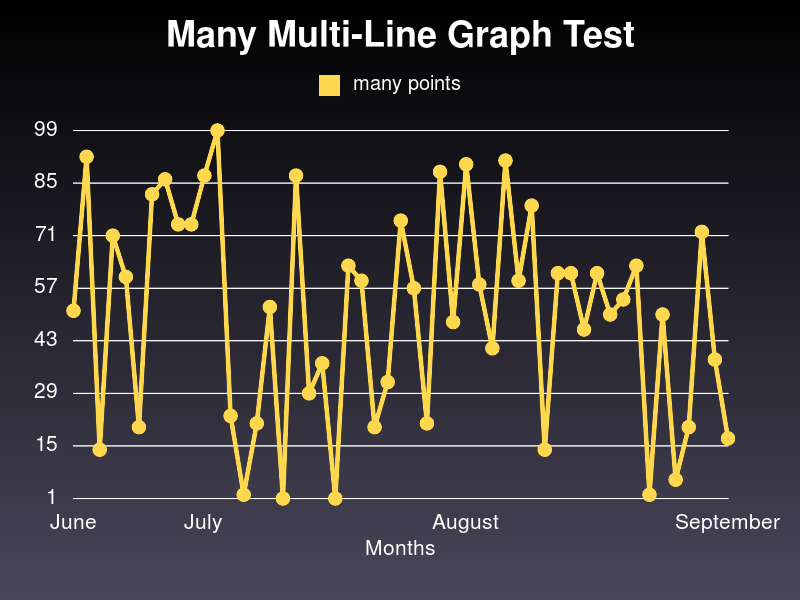 Many Multi-Line Graph Test
many points
99
85
71
57
43
29
15
1
June July August September
Months